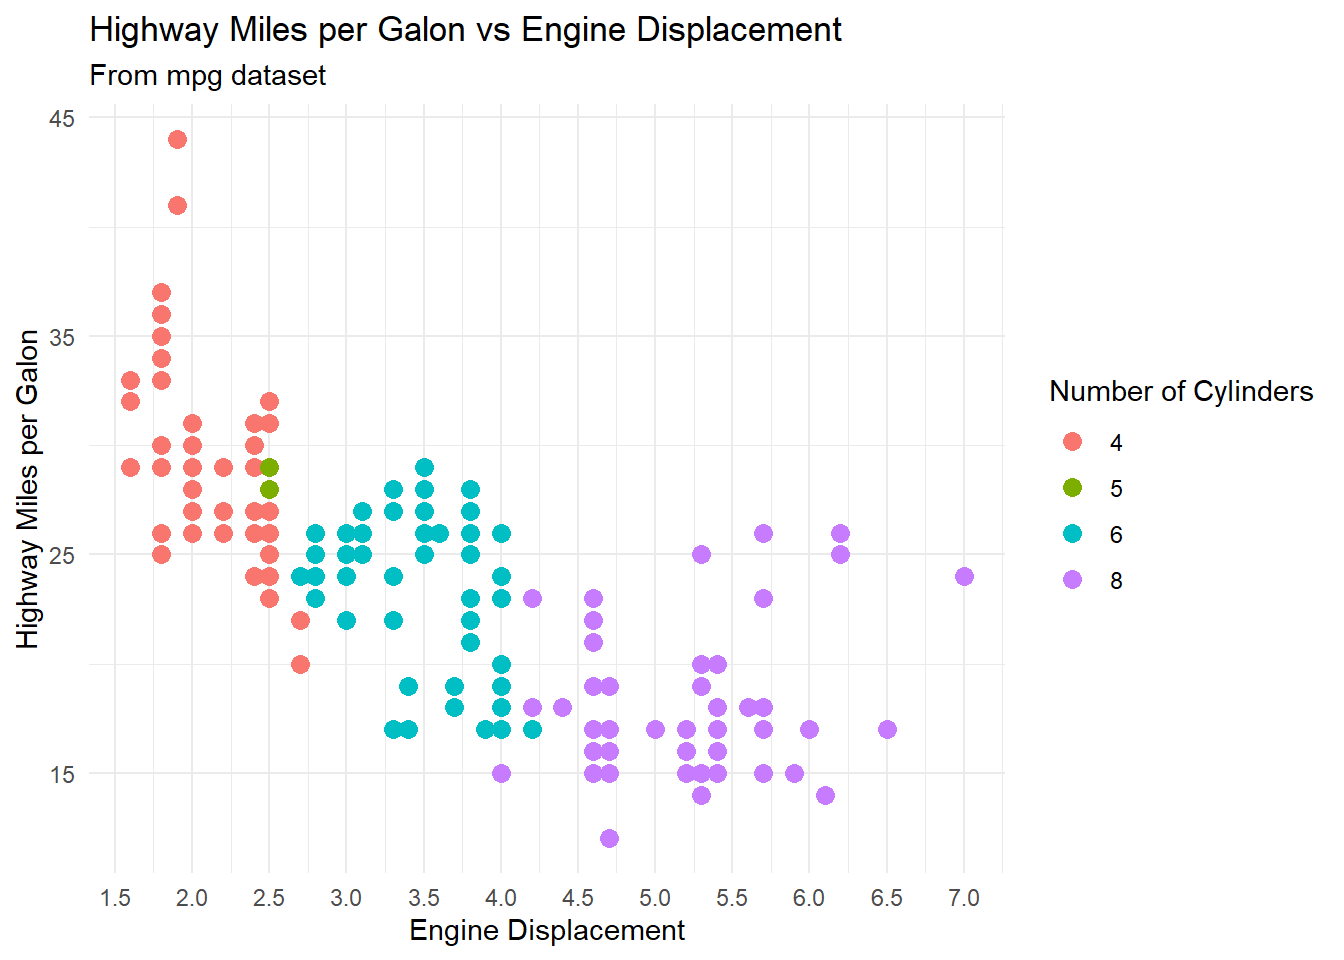 Highway Miles per Galon vs Engine Displacement
From mpg dataset
45
35
25
15
Highway Miles per Galon
1.5 2.0 2.5 3.0 3.5 4.0 4.5 5.0 5.5 6.0 6.5 7.0
Engine Displacement
Number of Cylinders
4
5
6
8